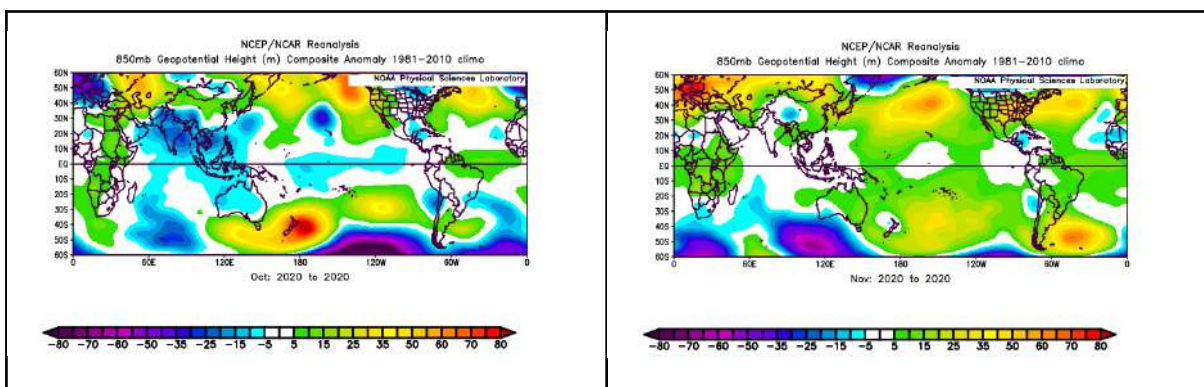 NCEP/NCAR Reanalysis
850mb Geopotential Height (m) Composite Anomaly 1981-2010 climo
NOAA Physical Sciences Laboratory
60N
50N
40N
30N
20N
10N
EQ
10S
20S
30S
40S
50S
60S
0 60E 120E 180 120W 60W 0
Oct: 2020 to 2020
-80 -70 -60 -50 -35 -25 -15 -5 5 15 25 35 50 60 70 80
NCEP/NCAR Reanalysis
850mb Geopotential Height (m) Composite Anomaly 1981-2010 climo
NOAA Physical Sciences Laboratory
60N
50N
40N
30N
20N
10N
EQ
10S
20S
30S
40S
50S
60S
0 60E 120E 180 120W 60W 0
Nov: 2020 to 2020
-80 -70 -60 -50 -35 -25 -15 -5 5 15 25 35 50 60 70 80